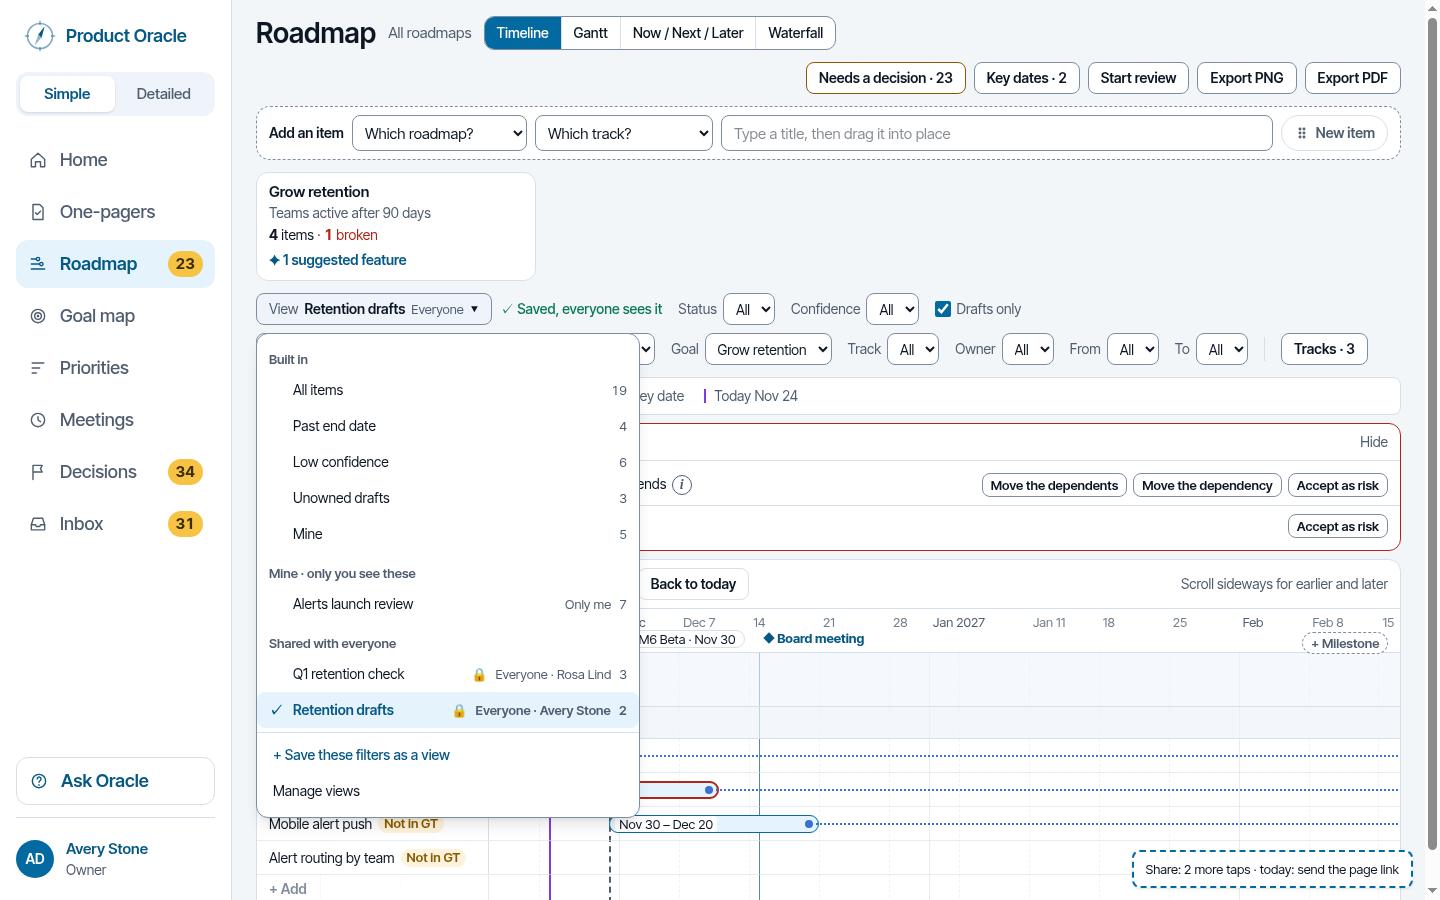 Product Oracle
Simple
Detailed
Home
One-pagers
Roadmap 23
Goal map
Priorities
Meetings
Decisions 34
Inbox 31
Ask Oracle
AD
Avery Stone
Owner
Roadmap All roadmaps Timeline Gantt Now / Next / Later Waterfall
Needs a decision · 23 Key dates · 2 Start review Export PNG Export PDF
Add an item Which roadmap? Which track? Type a title, then drag it into place New item
Grow retention
Teams active after 90 days
4 items · 1 broken
1 suggested feature
View Retention drafts Everyone ▼ ✓ Saved, everyone sees it Status All Confidence All Drafts only
Goal Grow retention Track All Owner All From All To All Tracks · 3
Built in
All items 19
Past end date 4
Low confidence 6
Unowned drafts 3
Mine 5
Mine · only you see these
Alerts launch review Only me 7
Shared with everyone
Q1 retention check Everyone · Rosa Lind 3
✓ Retention drafts Everyone · Avery Stone 2
+ Save these filters as a view
Manage views
ey date Today Nov 24
Hide
ends i Move the dependents Move the dependency Accept as risk
Accept as risk
Back to today Scroll sideways for earlier and later
c Dec 7 14 21 28 Jan 2027 Jan 11 18 25 Feb Feb 8 15
M6 Beta · Nov 30 Board meeting + Milestone
Mobile alert push Not in GT Nov 30 – Dec 20
Alert routing by team Not in GT
+ Add
Share: 2 more taps · today: send the page link